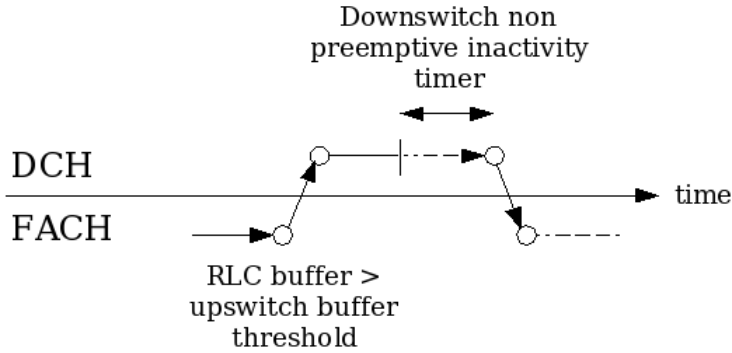 Downswitch non
preemptive inactivity
timer
DCH
time
FACH
RLC buffer >
upswitch buffer
threshold